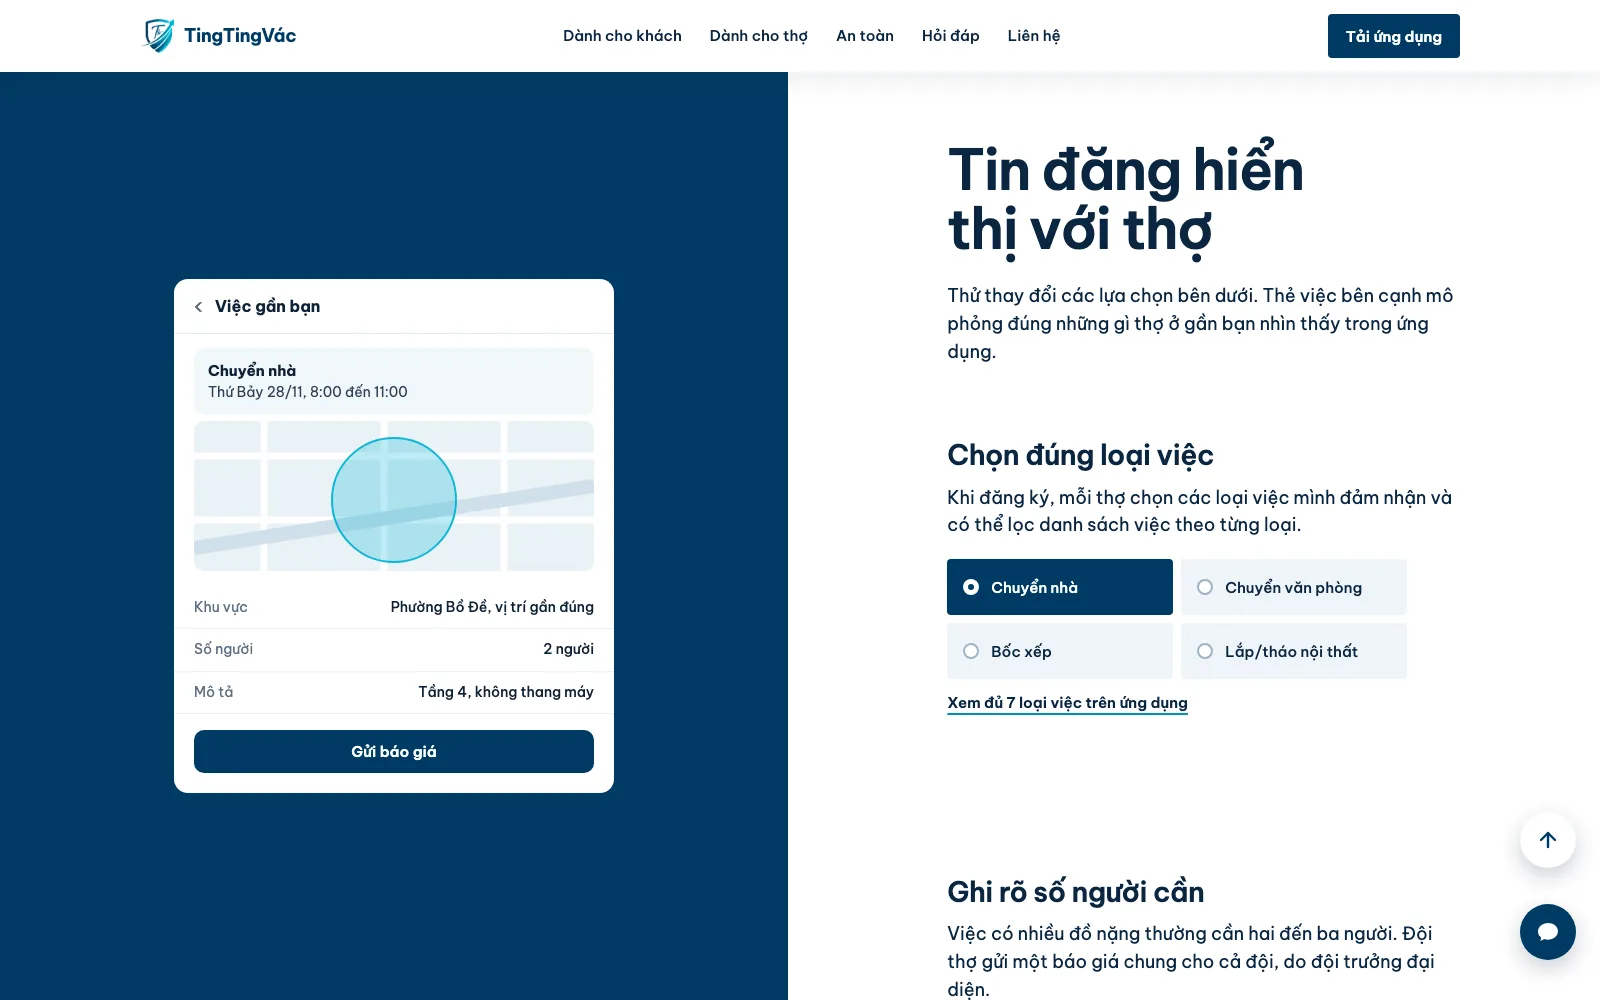 TingTingVác
Dành cho khách
Dành cho thợ
An toàn
Hỏi đáp
Liên hệ
Tải ứng dụng
Việc gần bạn
Chuyển nhà
Thứ Bảy 28/11, 8:00 đến 11:00
Khu vực
Phường Bồ Đề, vị trí gần đúng
Số người
2 người
Mô tả
Tầng 4, không thang máy
Gửi báo giá
Tin đăng hiển
thị với thợ
Thử thay đổi các lựa chọn bên dưới. Thẻ việc bên cạnh mô
phỏng đúng những gì thợ ở gần bạn nhìn thấy trong ứng
dụng.
Chọn đúng loại việc
Khi đăng ký, mỗi thợ chọn các loại việc mình đảm nhận và
có thể lọc danh sách việc theo từng loại.
Chuyển nhà
Chuyển văn phòng
Bốc xếp
Lắp/tháo nội thất
Xem đủ 7 loại việc trên ứng dụng
Ghi rõ số người cần
Việc có nhiều đồ nặng thường cần hai đến ba người. Đội
thợ gửi một báo giá chung cho cả đội, do đội trưởng đại
diện.